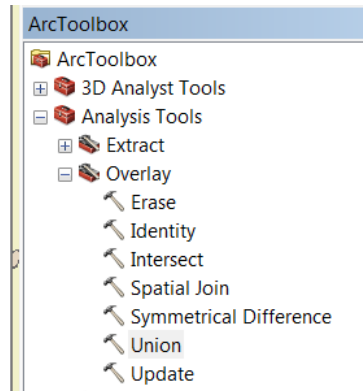 ArcToolbox
ArcToolbox
3D Analyst Tools
Analysis Tools
Extract
Overlay
Erase
Identity
Intersect
Spatial Join
Symmetrical Difference
Union
Update